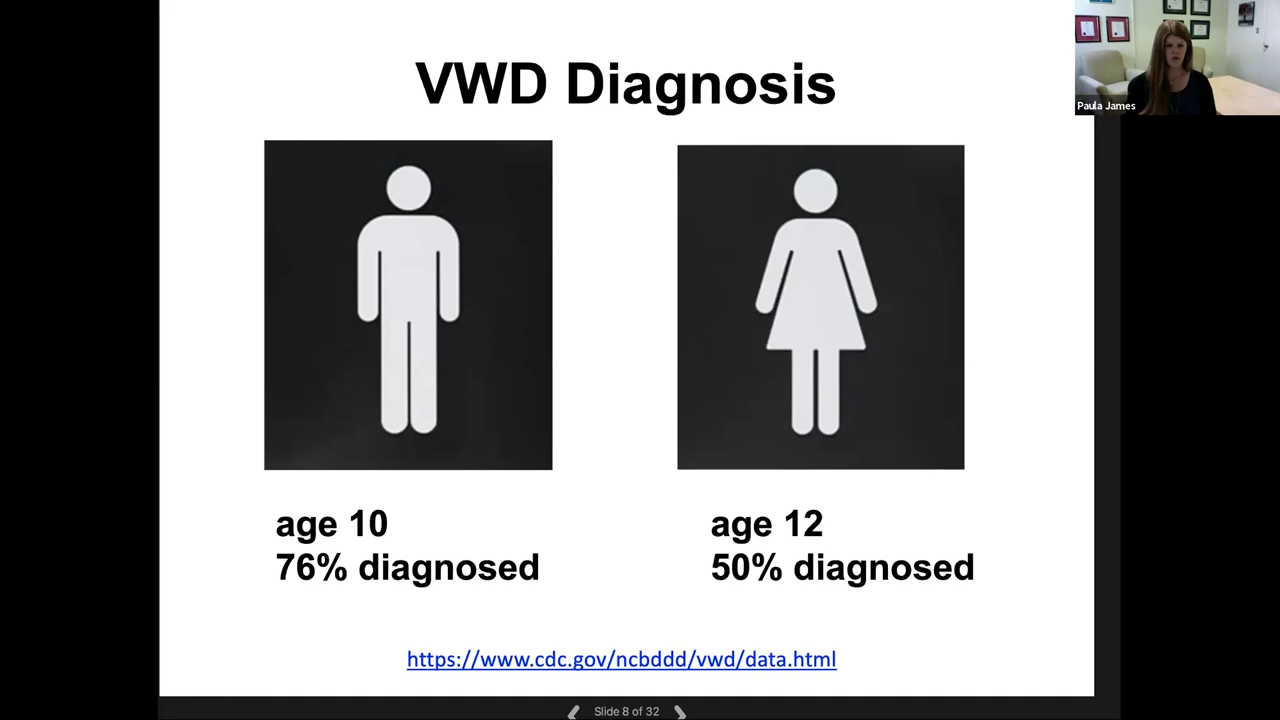 VWD Diagnosis
Paula James
age 10
76% diagnosed
age 12
50% diagnosed
https://www.cdc.gov/ncbddd/vwd/data.html
Slide 8 of 32